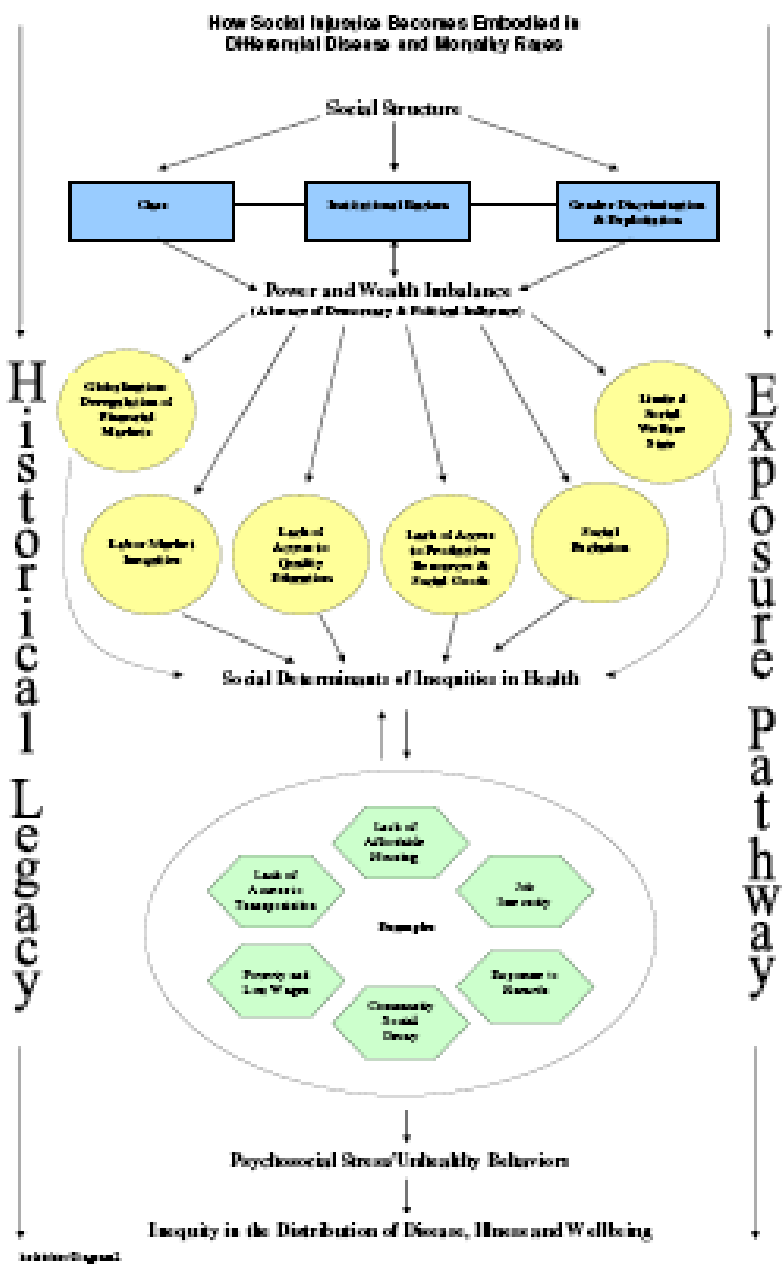 How Social Injustice Becomes Embodied in
Differential Disease and Mortality Rates
Social Structure
Class
Institutional Racism
Gender Discrimination
& Exploitation
Power and Wealth Imbalance
Historical Legacy
Exposure Pathway
Globalization
Deregulation of
Financial
Markets
Limited
Social
Welfare
State
Labor Market
Inequities
Lack of
Access to
Quality
Education
Lack of Access
to Productive
Resources &
Social Goods
Social
Exclusion
Social Determinants of Inequities in Health
Lack of
Affordable
Housing
Lack of
Access to
Transportation
Job
Insecurity
Examples
Poverty and
Low Wages
Exposure to
Hazards
Community
Social
Decay
Psychosocial Stress/Unhealthy Behaviors
Inequity in the Distribution of Disease, Illness and Wellbeing